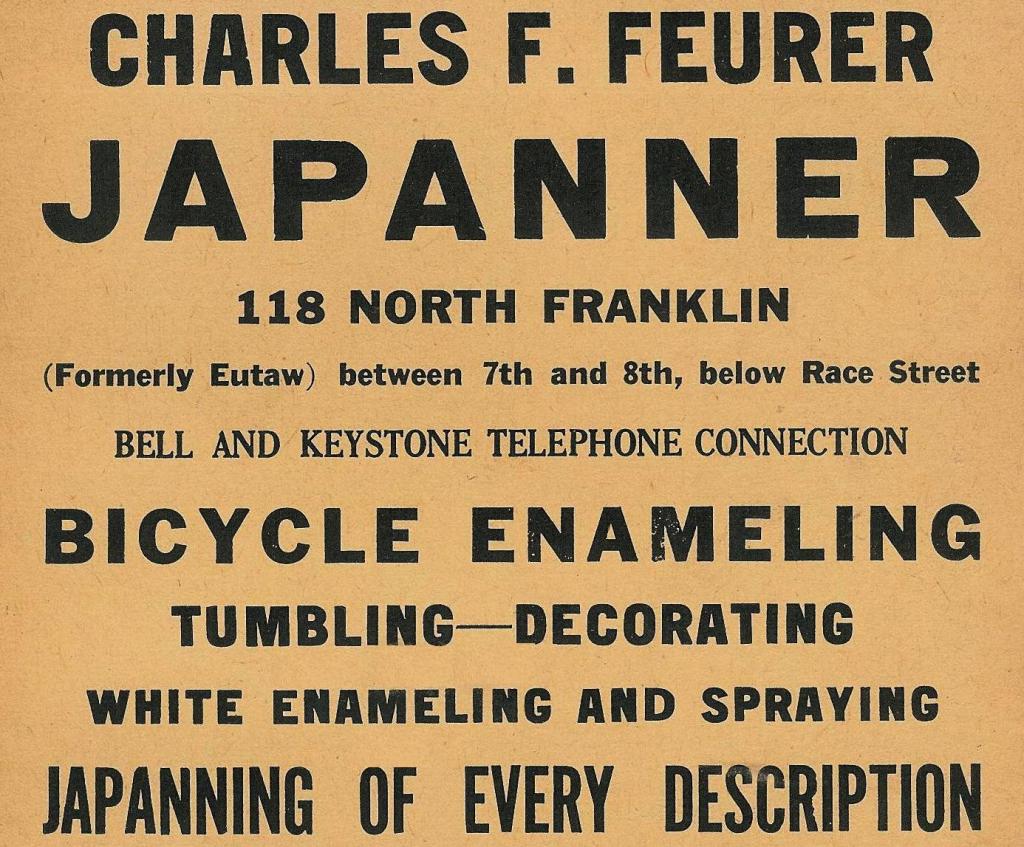 CHARLES F. FEURER
JAPANNER
118 NORTH FRANKLIN
(Formerly Eutaw) between 7th and 8th, below Race Street
BELL AND KEYSTONE TELEPHONE CONNECTION
BICYCLE ENAMELING
TUMBLING—DECORATING
WHITE ENAMELING AND SPRAYING
JAPANNING OF EVERY DESCRIPTION